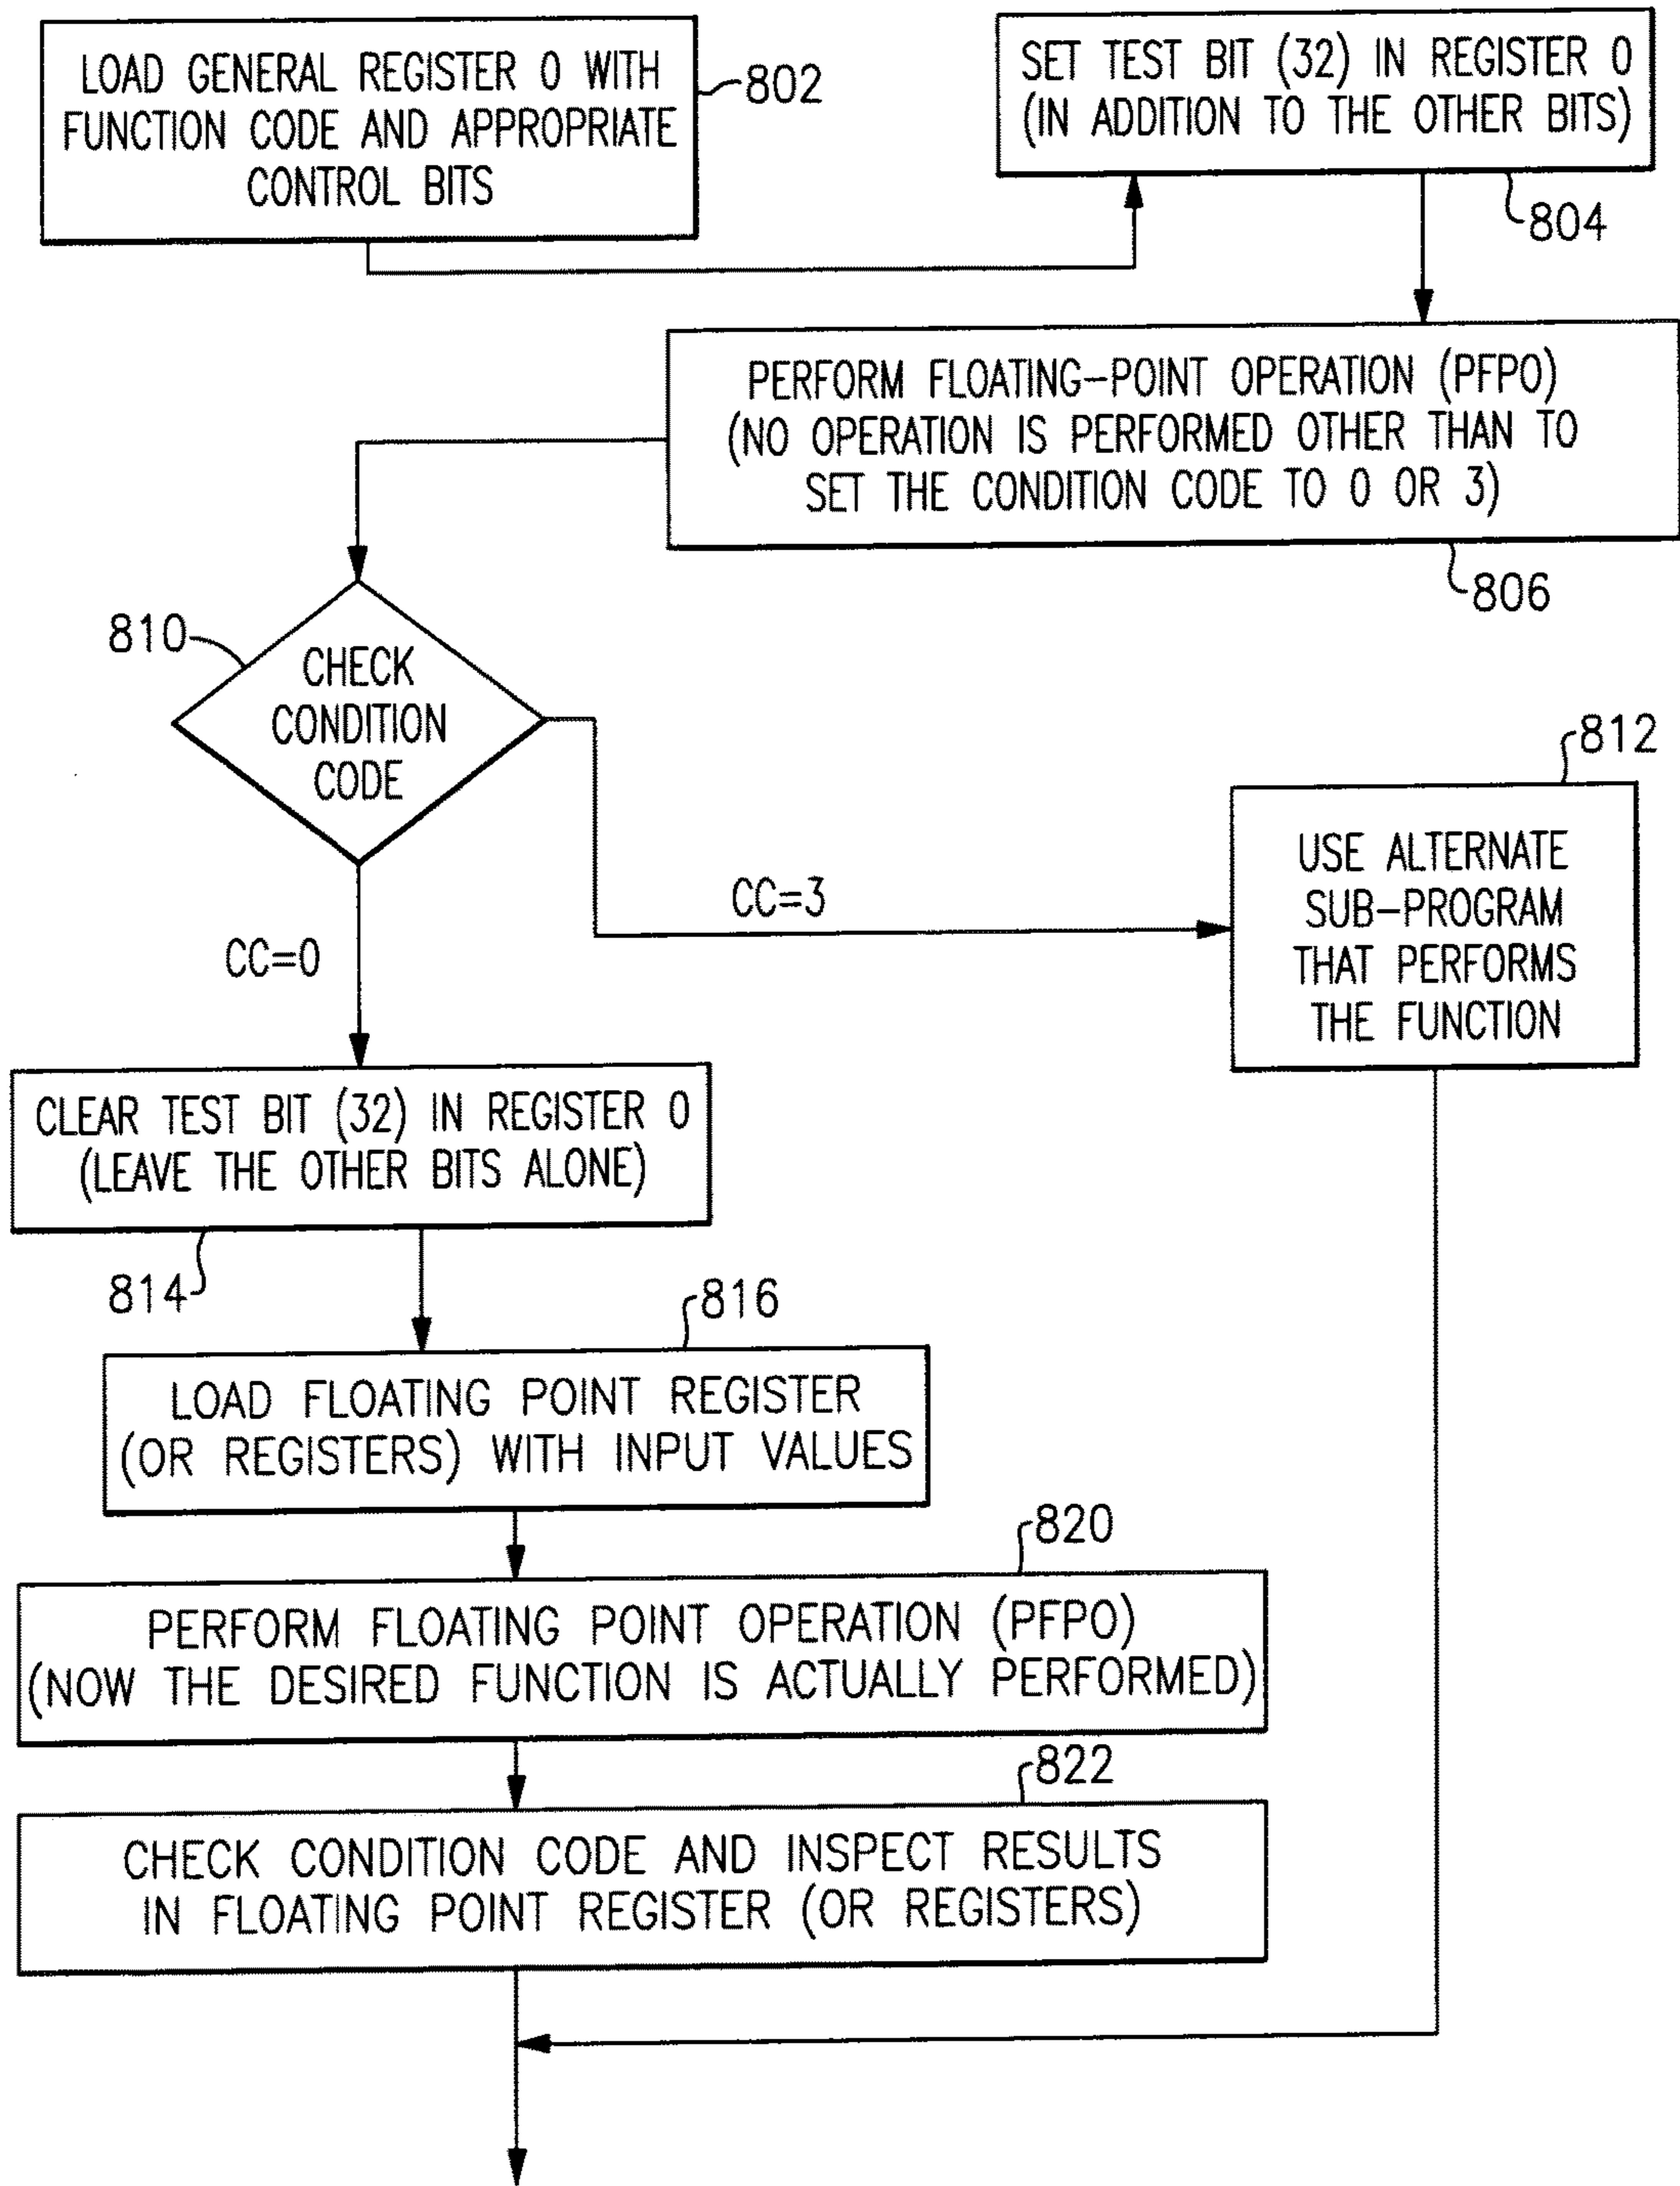 LOAD GENERAL REGISTER 0 WITH
FUNCTION CODE AND APPROPRIATE
CONTROL BITS
802
SET TEST BIT (32) IN REGISTER 0
(IN ADDITION TO THE OTHER BITS)
804
PERFORM FLOATING-POINT OPERATION (PFPO)
(NO OPERATION IS PERFORMED OTHER THAN TO
SET THE CONDITION CODE TO 0 OR 3)
806
810
CHECK
CONDITION
CODE
812
USE ALTERNATE
SUB-PROGRAM
THAT PERFORMS
THE FUNCTION
CC=3
CC=0
CLEAR TEST BIT (32) IN REGISTER 0
(LEAVE THE OTHER BITS ALONE)
814
816
LOAD FLOATING POINT REGISTER
(OR REGISTERS) WITH INPUT VALUES
820
PERFORM FLOATING POINT OPERATION (PFPO)
(NOW THE DESIRED FUNCTION IS ACTUALLY PERFORMED)
822
CHECK CONDITION CODE AND INSPECT RESULTS
IN FLOATING POINT REGISTER (OR REGISTERS)